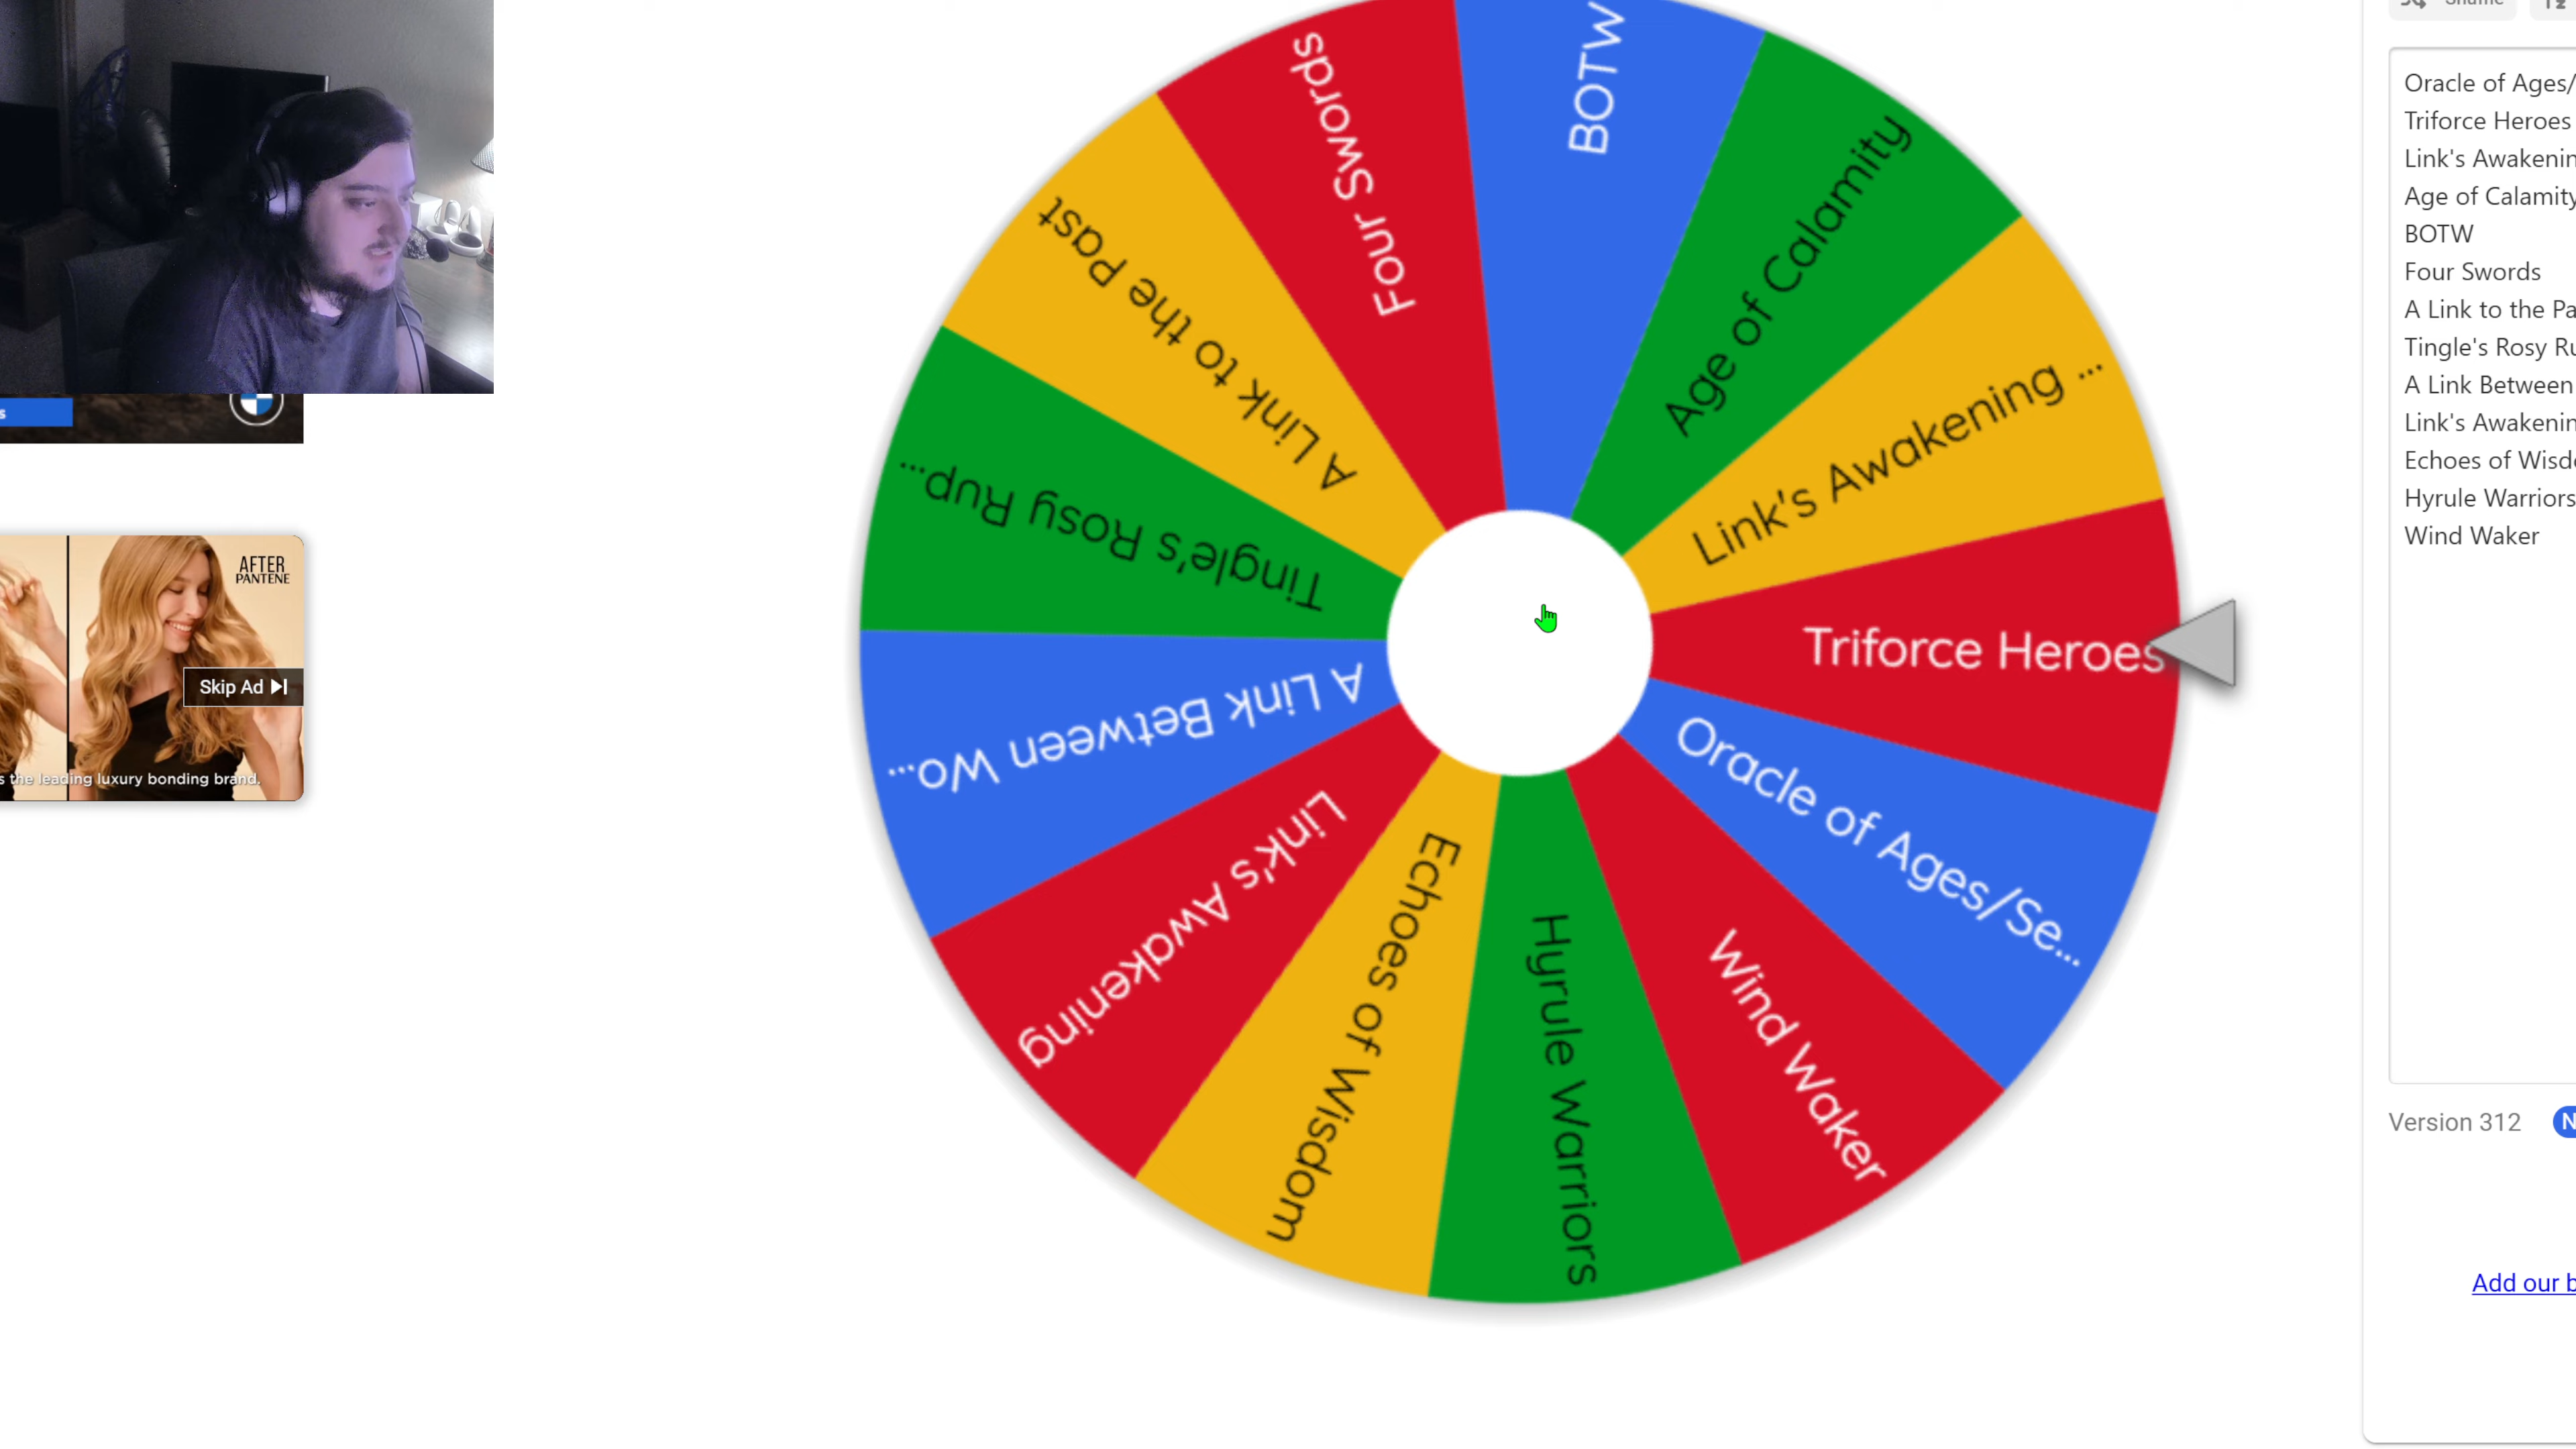 Four Swords
BOTW
Age of Calamity
Link's Awakening ...
Triforce Heroes
Oracle of Ages/Se...
Wind Waker
Hyrule Warriors
Echoes of Wisdom
Link's Awakening
A Link Between Wo...
Tingle's Rosy Rup...
A Link to the Past
AFTER
PANTENE
Skip Ad
s the leading luxury bonding brand.
Oracle of Ages/
Triforce Heroes
Link's Awakenin
Age of Calamity
BOTW
Four Swords
A Link to the Pa
Tingle's Rosy Ru
A Link Between
Link's Awakenin
Echoes of Wisd
Hyrule Warriors
Wind Waker
Version 312
N
Add our b